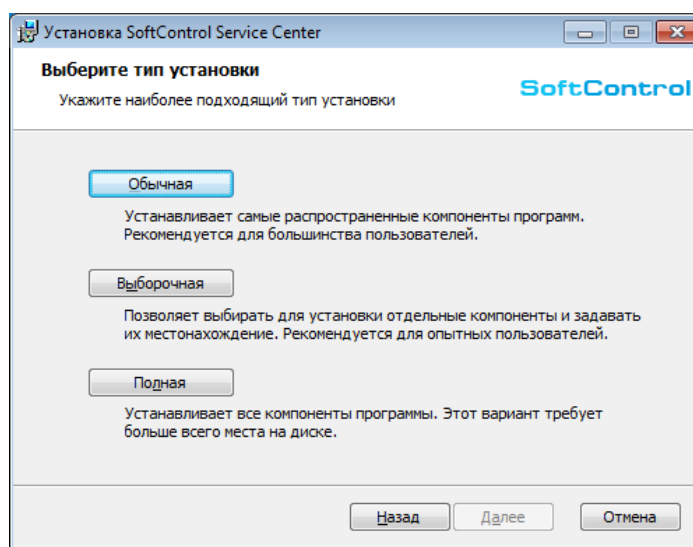 Установка SoftControl Service Center
Выберите тип установки
Укажите наиболее подходящий тип установки
SoftControl
Обычная
Устанавливает самые распространенные компоненты программ.
Рекомендуется для большинства пользователей.
Выборочная
Позволяет выбирать для установки отдельные компоненты и задавать
их местонахождение. Рекомендуется для опытных пользователей.
Полная
Устанавливает все компоненты программы. Этот вариант требует
больше всего места на диске.
Назад
Далее
Отмена